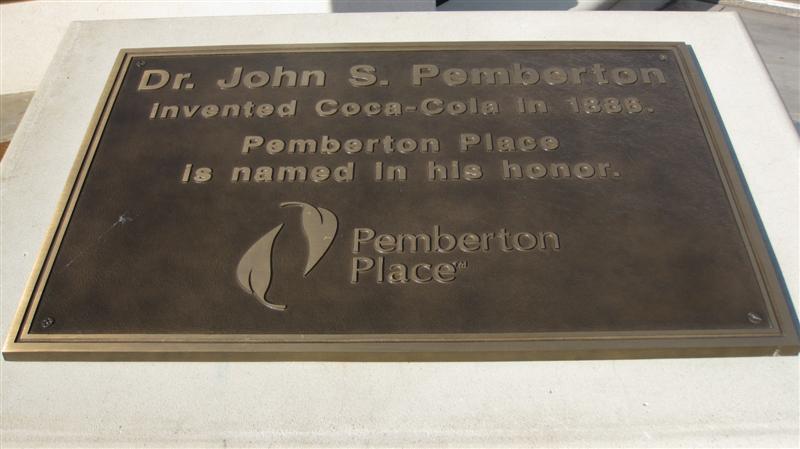 Dr. John S. Pemberton
invented Coca-Cola in 1886.
Pemberton Place
is named in his honor.
Pemberton
Place™